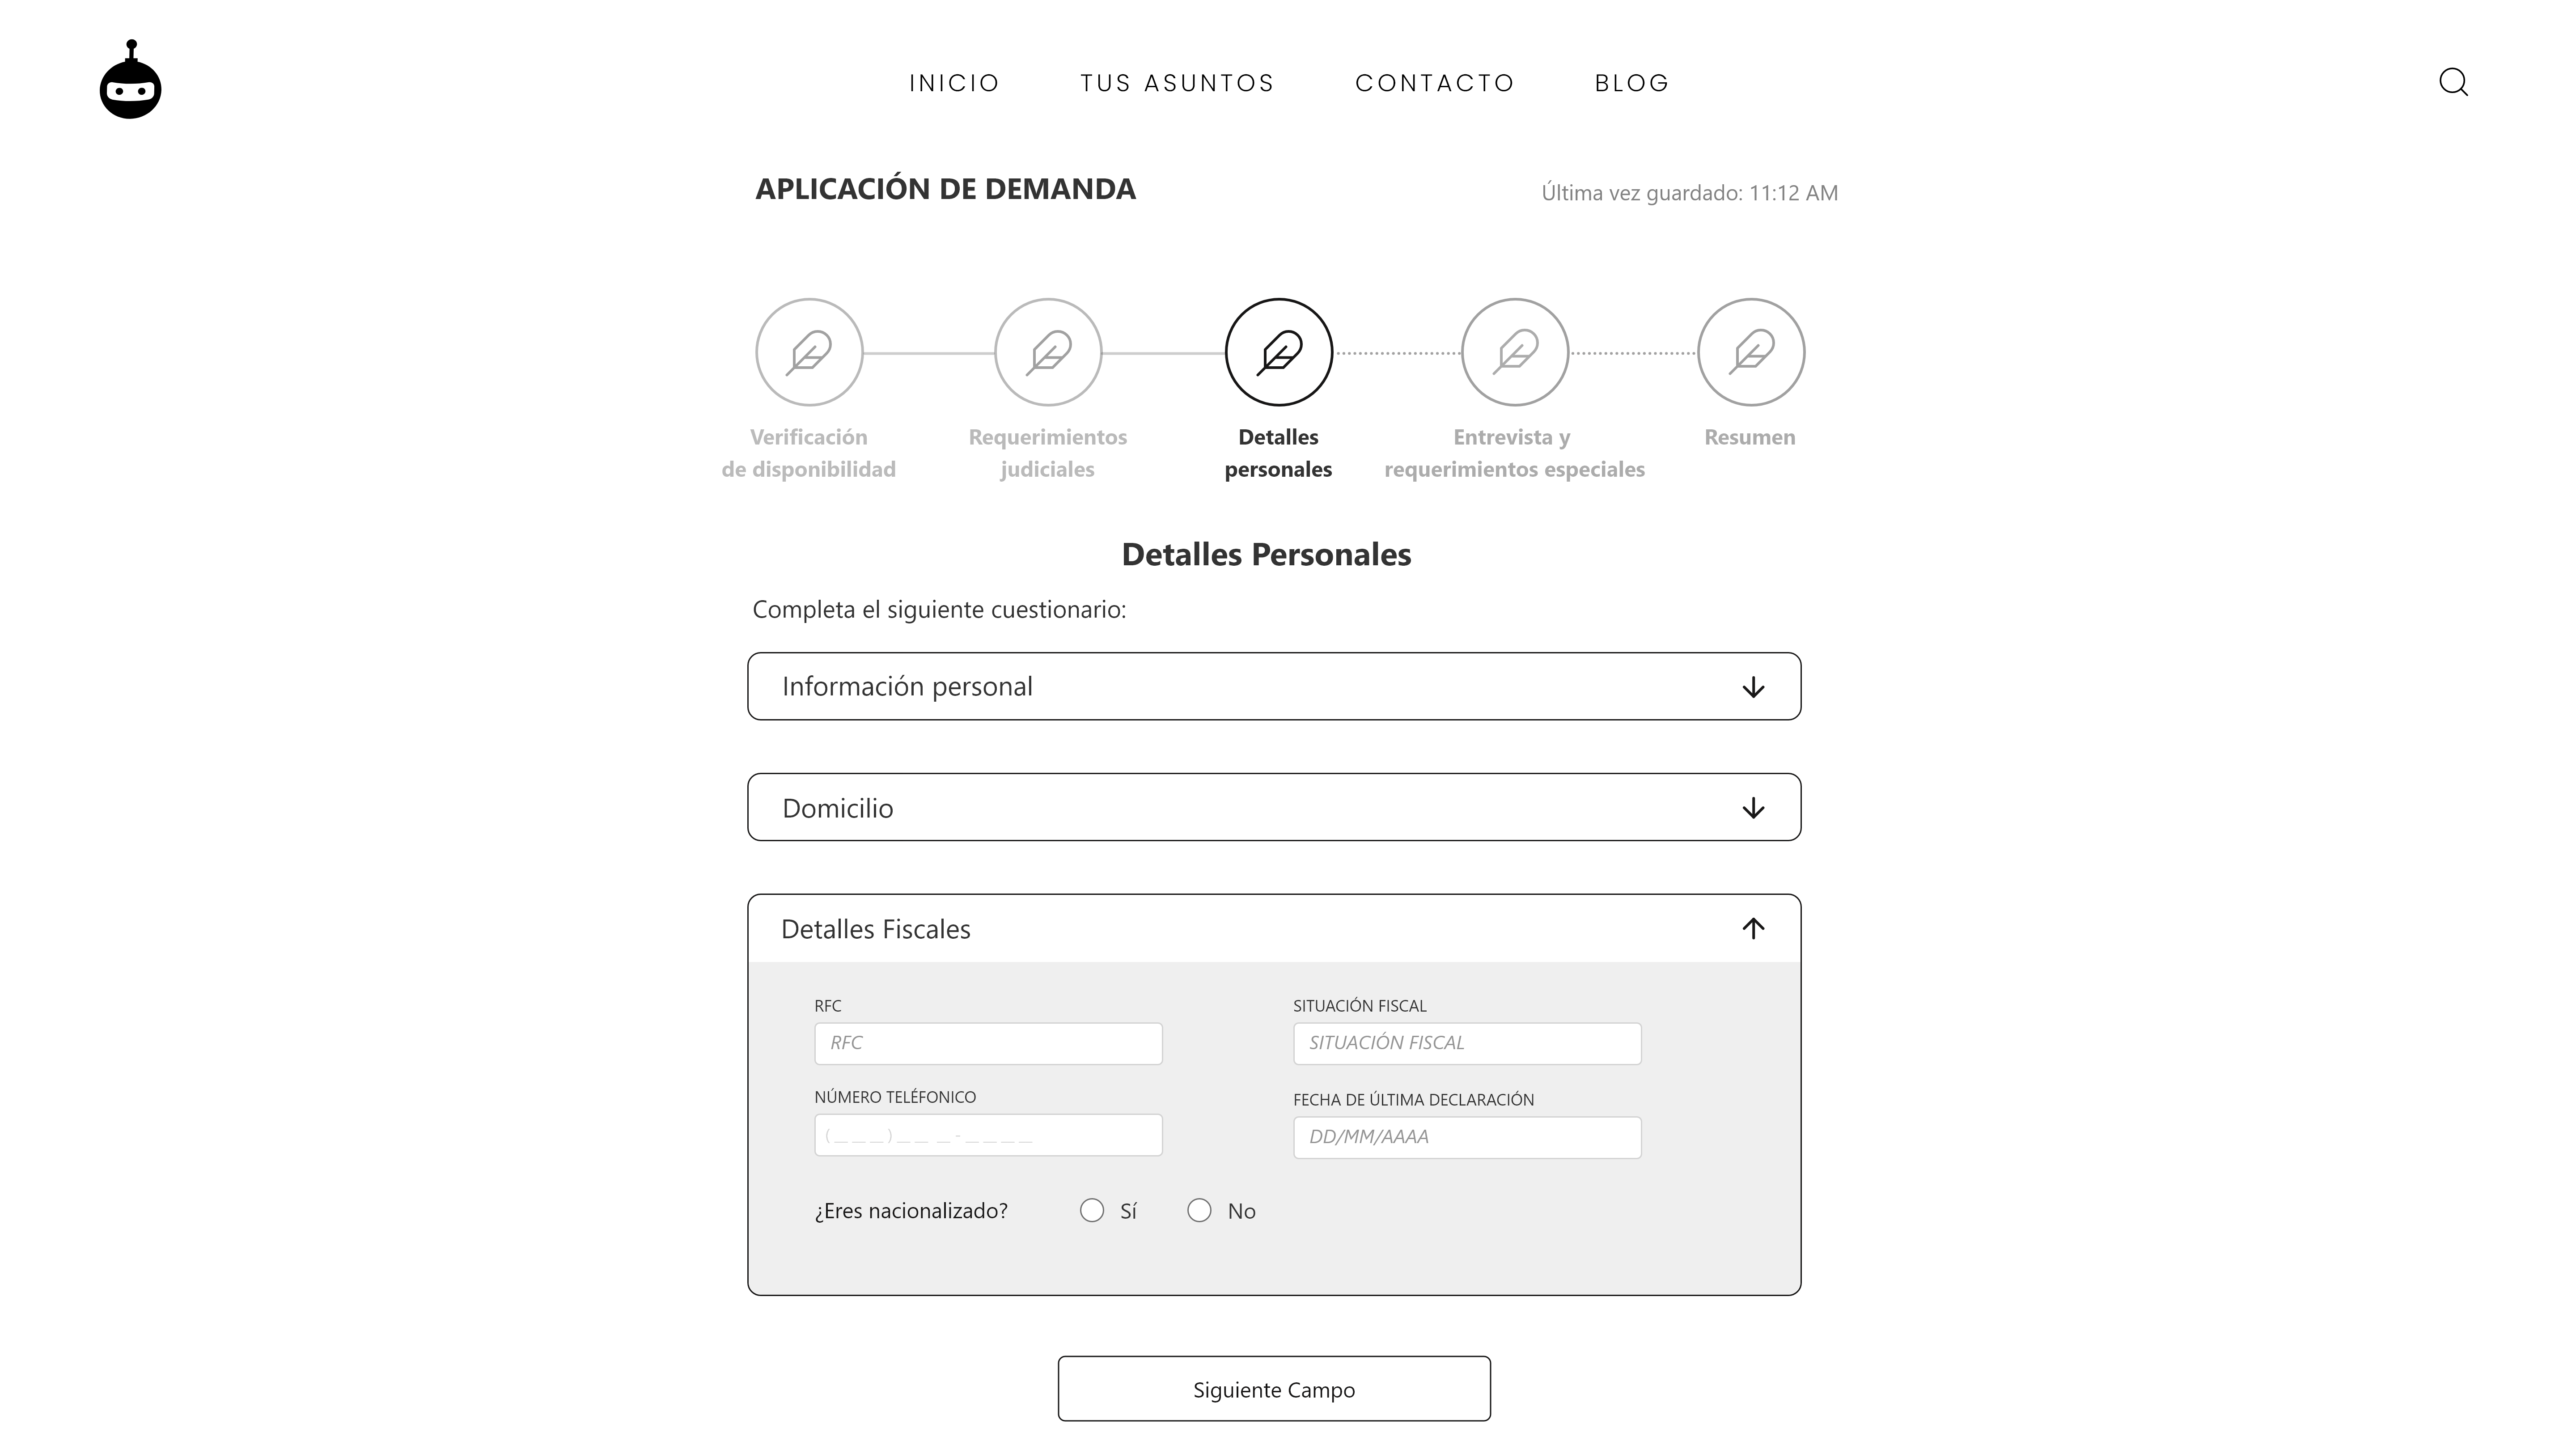 INICIO TUS ASUNTOS CONTACTO BLOG
APLICACIÓN DE DEMANDA
Última vez guardado: 11:12 AM
Verificación
de disponibilidad
Requerimientos
judiciales
Detalles
personales
Entrevista y
requerimientos especiales
Resumen
Detalles Personales
Completa el siguiente cuestionario:
Información personal
Domicilio
Detalles Fiscales
RFC
RFC
SITUACIÓN FISCAL
SITUACIÓN FISCAL
NÚMERO TELÉFONICO
(_ _ _) _ _ _ - _ _ _ _
FECHA DE ÚLTIMA DECLARACIÓN
DD/MM/AAAA
¿Eres nacionalizado? Sí No
Siguiente Campo